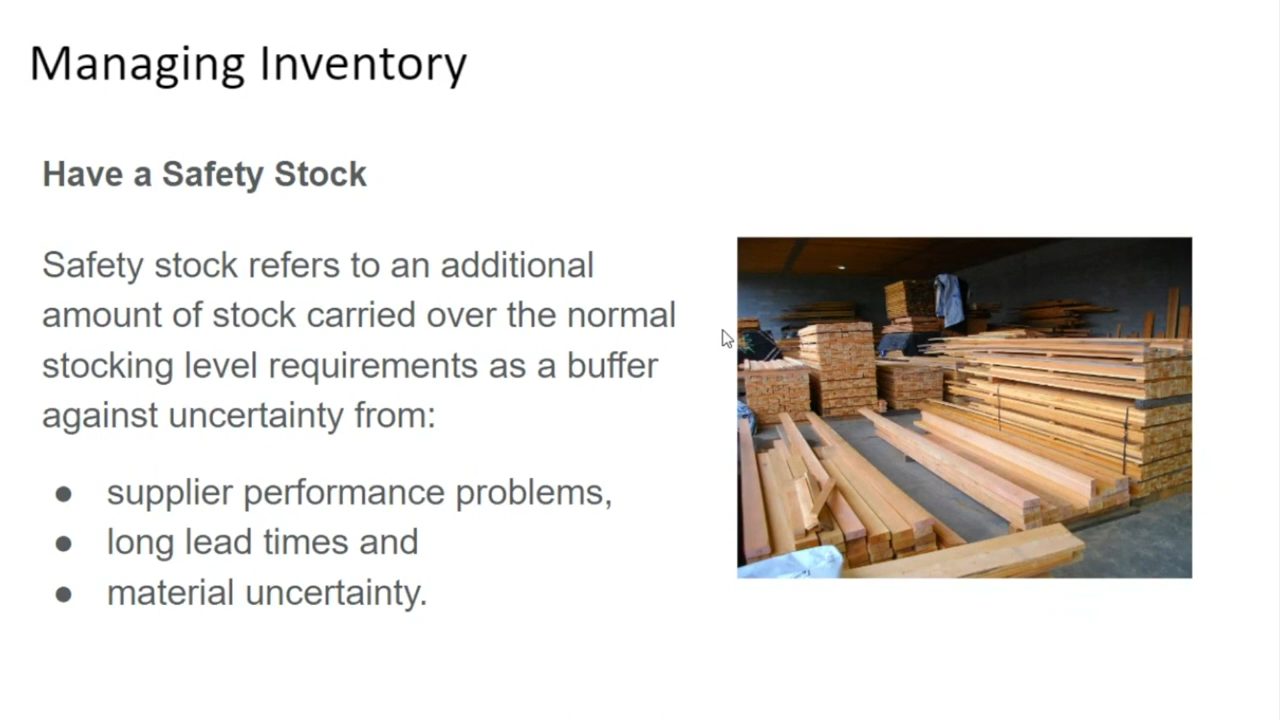 Managing Inventory
Have a Safety Stock
Safety stock refers to an additional
amount of stock carried over the normal
stocking level requirements as a buffer
against uncertainty from:
● supplier performance problems,
● long lead times and
● material uncertainty.